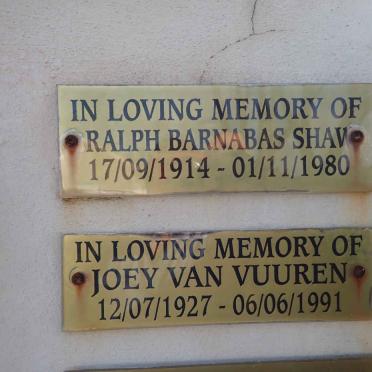 IN LOVING MEMORY OF
RALPH BARNABAS SHAW
17/09/1914 - 01/11/1980
IN LOVING MEMORY OF
JOEY VAN VUUREN
12/07/1927 - 06/06/1991